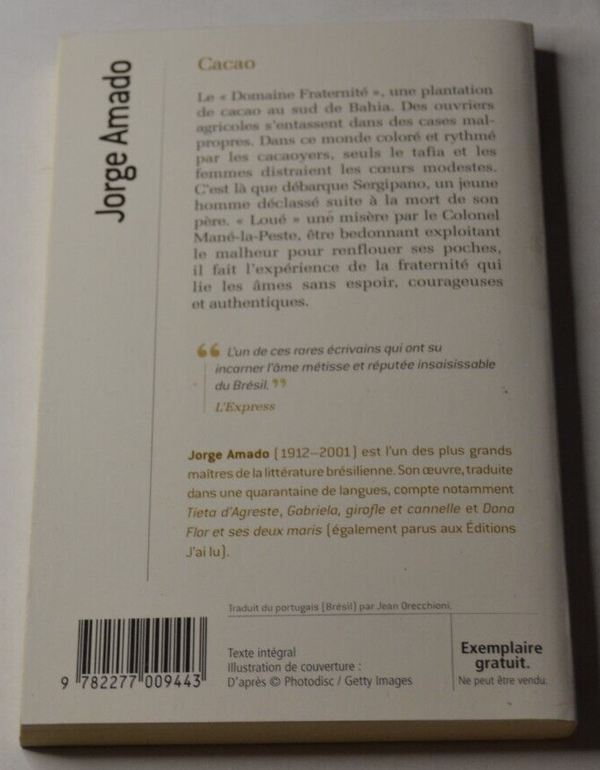 Jorge Amado
Cacao
Le « Domaine Fraternité », une plantation
de cacao au sud de Bahia. Des ouvriers
agricoles s'entassent dans des cases mal-
propres. Dans ce monde coloré et rythmé
par les cacaoyers, seuls le tafia et les
femmes distraient les cœurs modestes.
C'est là que débarque Sergipano, un jeune
homme déclassé suite à la mort de son
père. « Loué » une misère par le Colonel
Mané-la-Peste, être bedonnant exploitant
le malheur pour renflouer ses poches,
il fait l'expérience de la fraternité qui
lie les âmes sans espoir, courageuses
et authentiques.
“ L'un de ces rares écrivains qui ont su
incarner l'âme métisse et réputée insaisissable
du Brésil. ”
L'Express
Jorge Amado (1912–2001) est l'un des plus grands
maîtres de la littérature brésilienne. Son œuvre, traduite
dans une quarantaine de langues, compte notamment
Tieta d'Agreste, Gabriela, girofle et cannelle et Dona
Flor et ses deux maris (également parus aux Éditions
J'ai lu).
Traduit du portugais (Brésil) par Jean Orecchioni.
Texte intégral
Illustration de couverture :
D'après © Photodisc / Getty Images
Exemplaire
gratuit.
Ne peut être vendu.
9 782277 009443